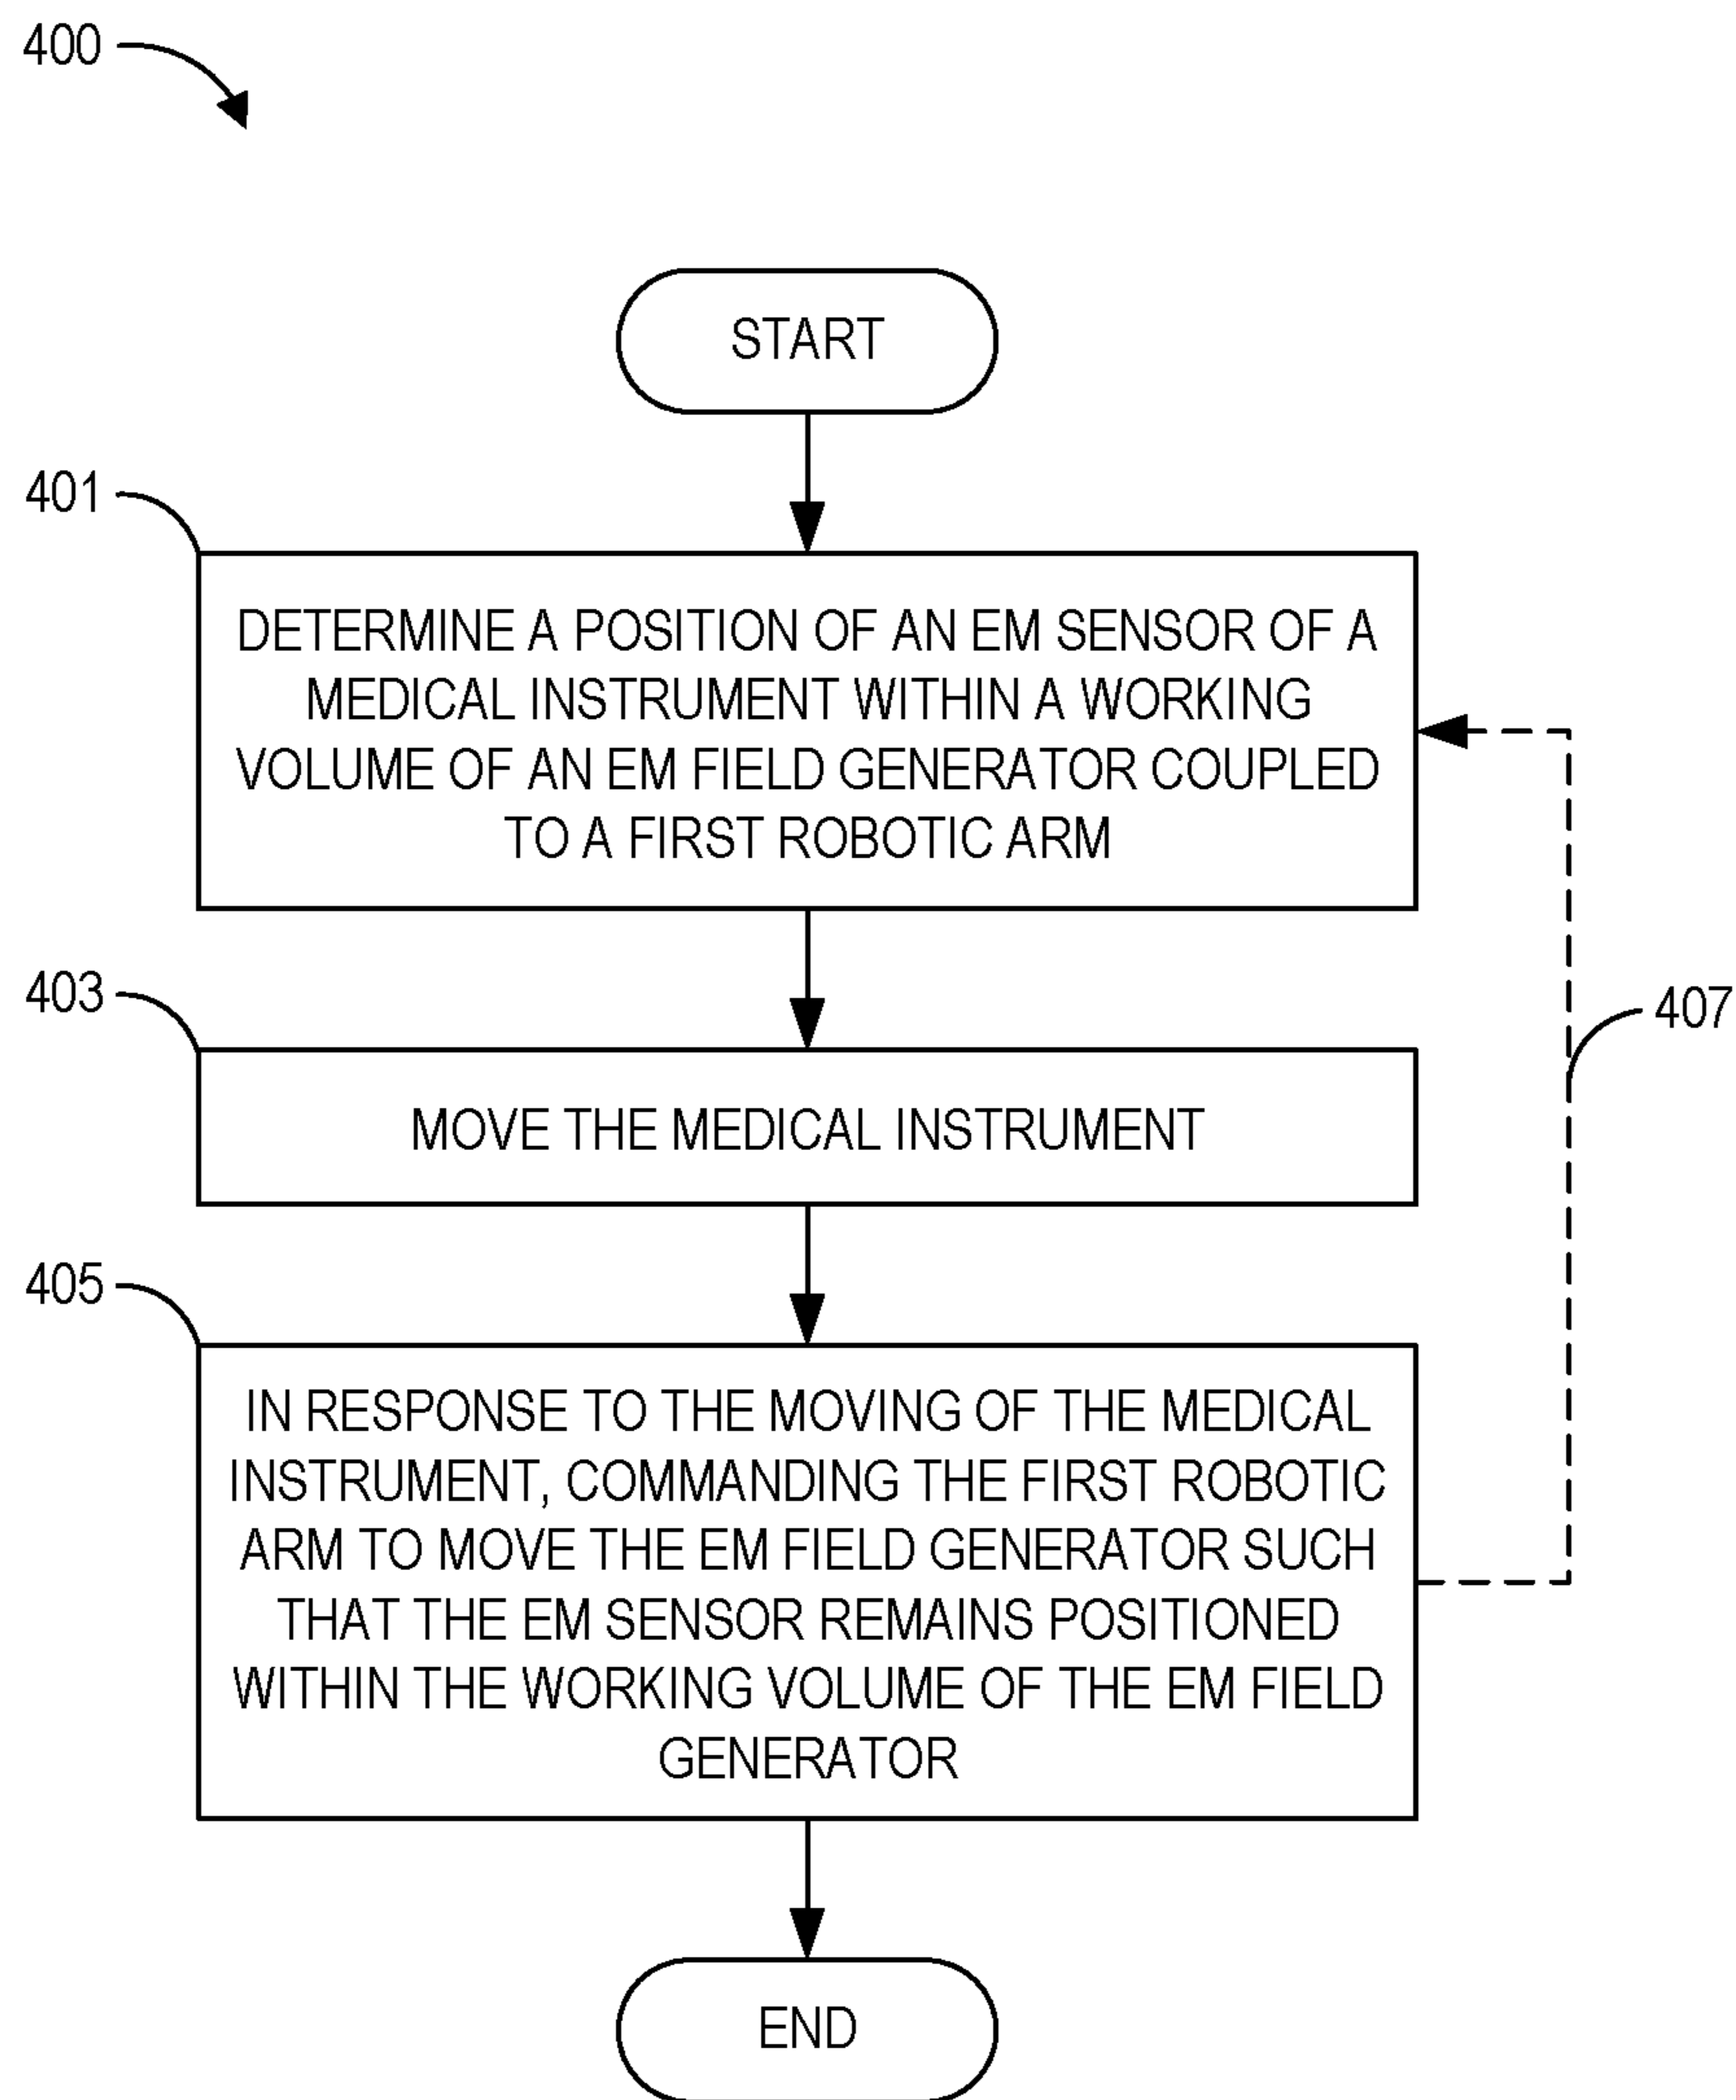 400
START
401
DETERMINE A POSITION OF AN EM SENSOR OF A
MEDICAL INSTRUMENT WITHIN A WORKING
VOLUME OF AN EM FIELD GENERATOR COUPLED
TO A FIRST ROBOTIC ARM
403
407
MOVE THE MEDICAL INSTRUMENT
405
IN RESPONSE TO THE MOVING OF THE MEDICAL
INSTRUMENT, COMMANDING THE FIRST ROBOTIC
ARM TO MOVE THE EM FIELD GENERATOR SUCH
THAT THE EM SENSOR REMAINS POSITIONED
WITHIN THE WORKING VOLUME OF THE EM FIELD
GENERATOR
END